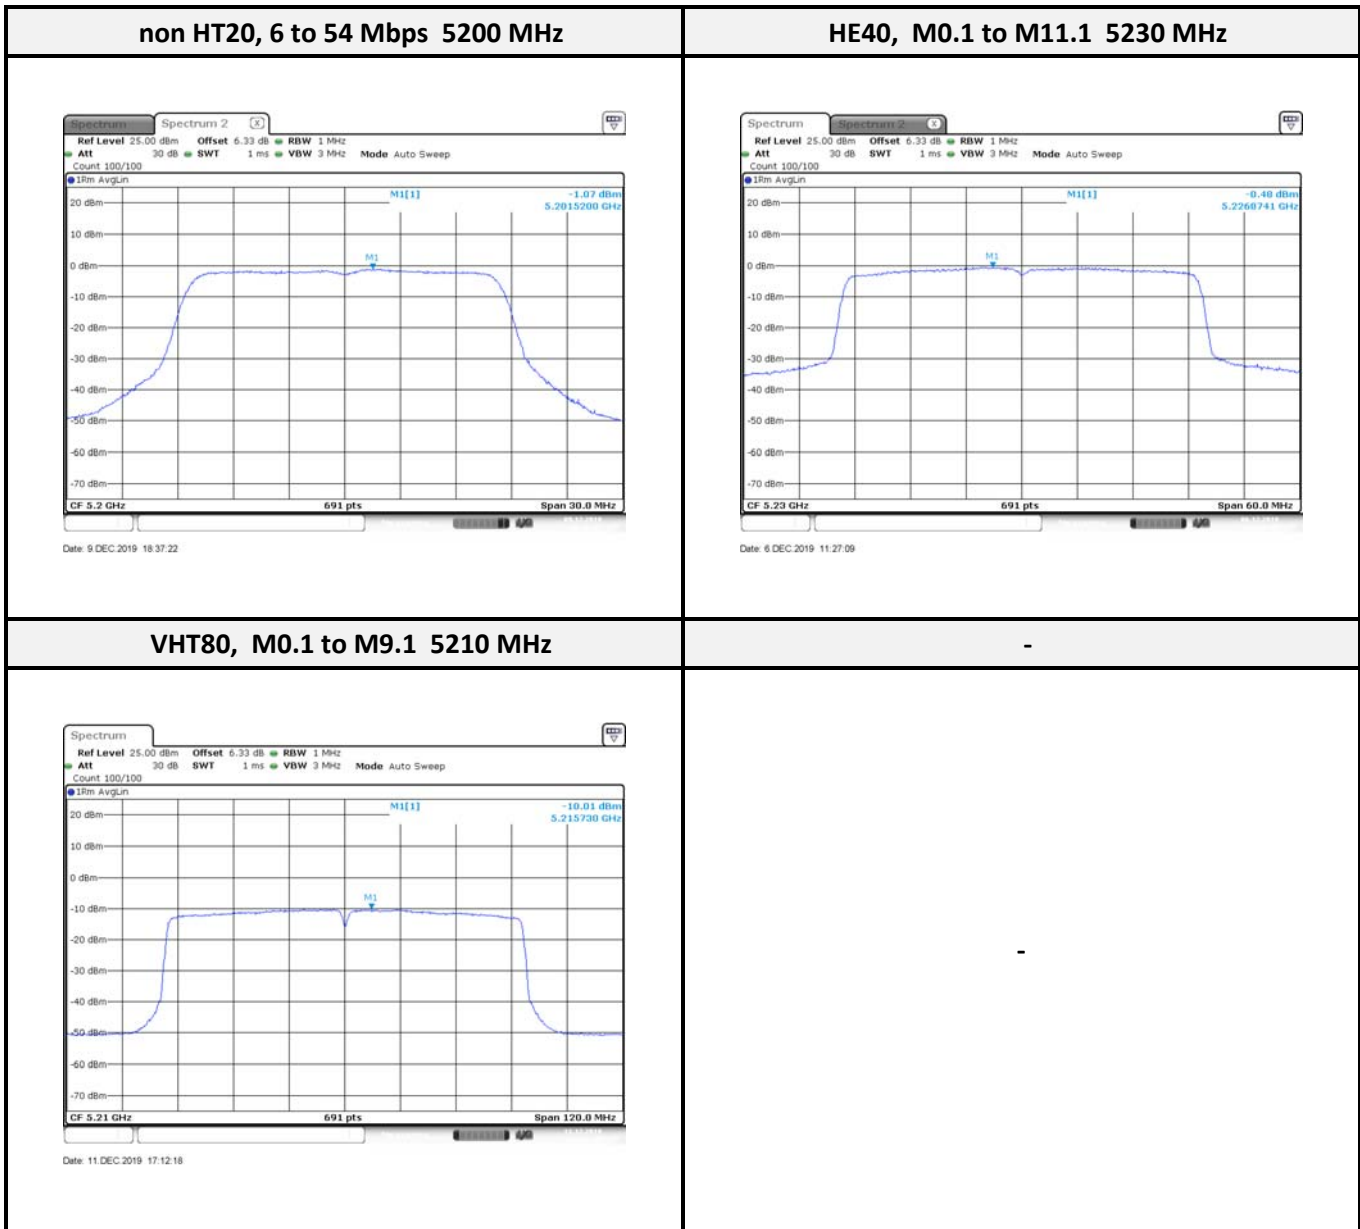 non HT20, 6 to 54 Mbps 5200 MHz
Spectrum Spectrum 2 X
Ref Level 25.00 dBm Offset 6.33 dB RBW 1 MHz
Att 30 dB SWT 1 ms VBW 3 MHz Mode Auto Sweep
Count 100/100
1Rm AvgLin
M1[1] -1.07 dBm
5.2015200 GHz
20 dBm
10 dBm
M1
0 dBm
-10 dBm
-20 dBm
-30 dBm
-40 dBm
-50 dBm
-60 dBm
-70 dBm
CF 5.2 GHz 691 pts Span 30.0 MHz
Date: 9.DEC.2019 18:37:22
HE40, M0.1 to M11.1 5230 MHz
Spectrum Spectrum 2 X
Ref Level 25.00 dBm Offset 6.33 dB RBW 1 MHz
Att 30 dB SWT 1 ms VBW 3 MHz Mode Auto Sweep
Count 100/100
1Rm AvgLin
M1[1] -0.48 dBm
5.2260741 GHz
20 dBm
10 dBm
M1
0 dBm
-10 dBm
-20 dBm
-30 dBm
-40 dBm
-50 dBm
-60 dBm
-70 dBm
CF 5.23 GHz 691 pts Span 60.0 MHz
Date: 6.DEC.2019 11:27:09
VHT80, M0.1 to M9.1 5210 MHz
Spectrum
Ref Level 25.00 dBm Offset 6.33 dB RBW 1 MHz
Att 30 dB SWT 1 ms VBW 3 MHz Mode Auto Sweep
Count 100/100
1Rm AvgLin
M1[1] -10.01 dBm
5.215730 GHz
20 dBm
10 dBm
0 dBm
M1
-10 dBm
-20 dBm
-30 dBm
-40 dBm
-50 dBm
-60 dBm
-70 dBm
CF 5.21 GHz 691 pts Span 120.0 MHz
Date: 11.DEC.2019 17:12:18
-
-